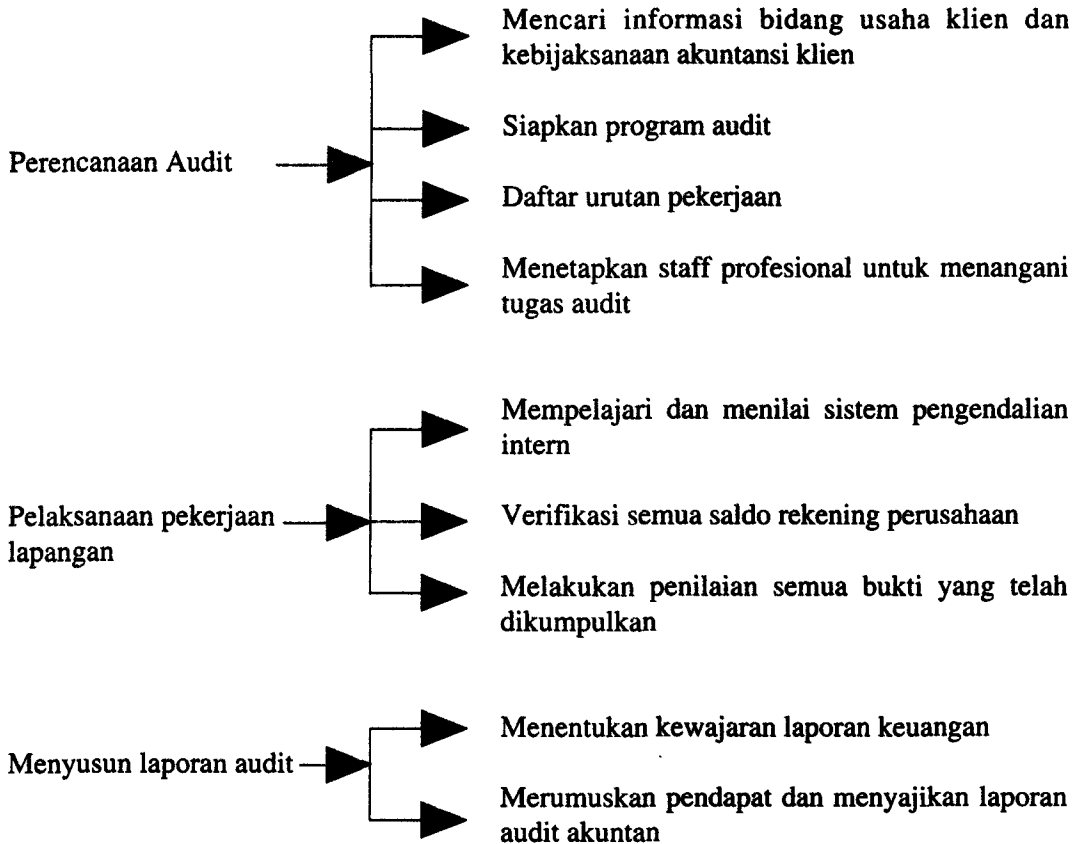 Perencanaan Audit
Mencari informasi bidang usaha klien dan
kebijaksanaan akuntansi klien
Siapkan program audit
Daftar urutan pekerjaan
Menetapkan staff profesional untuk menangani
tugas audit
Pelaksanaan pekerjaan
lapangan
Mempelajari dan menilai sistem pengendalian
intern
Verifikasi semua saldo rekening perusahaan
Melakukan penilaian semua bukti yang telah
dikumpulkan
Menyusun laporan audit
Menentukan kewajaran laporan keuangan
Merumuskan pendapat dan menyajikan laporan
audit akuntan